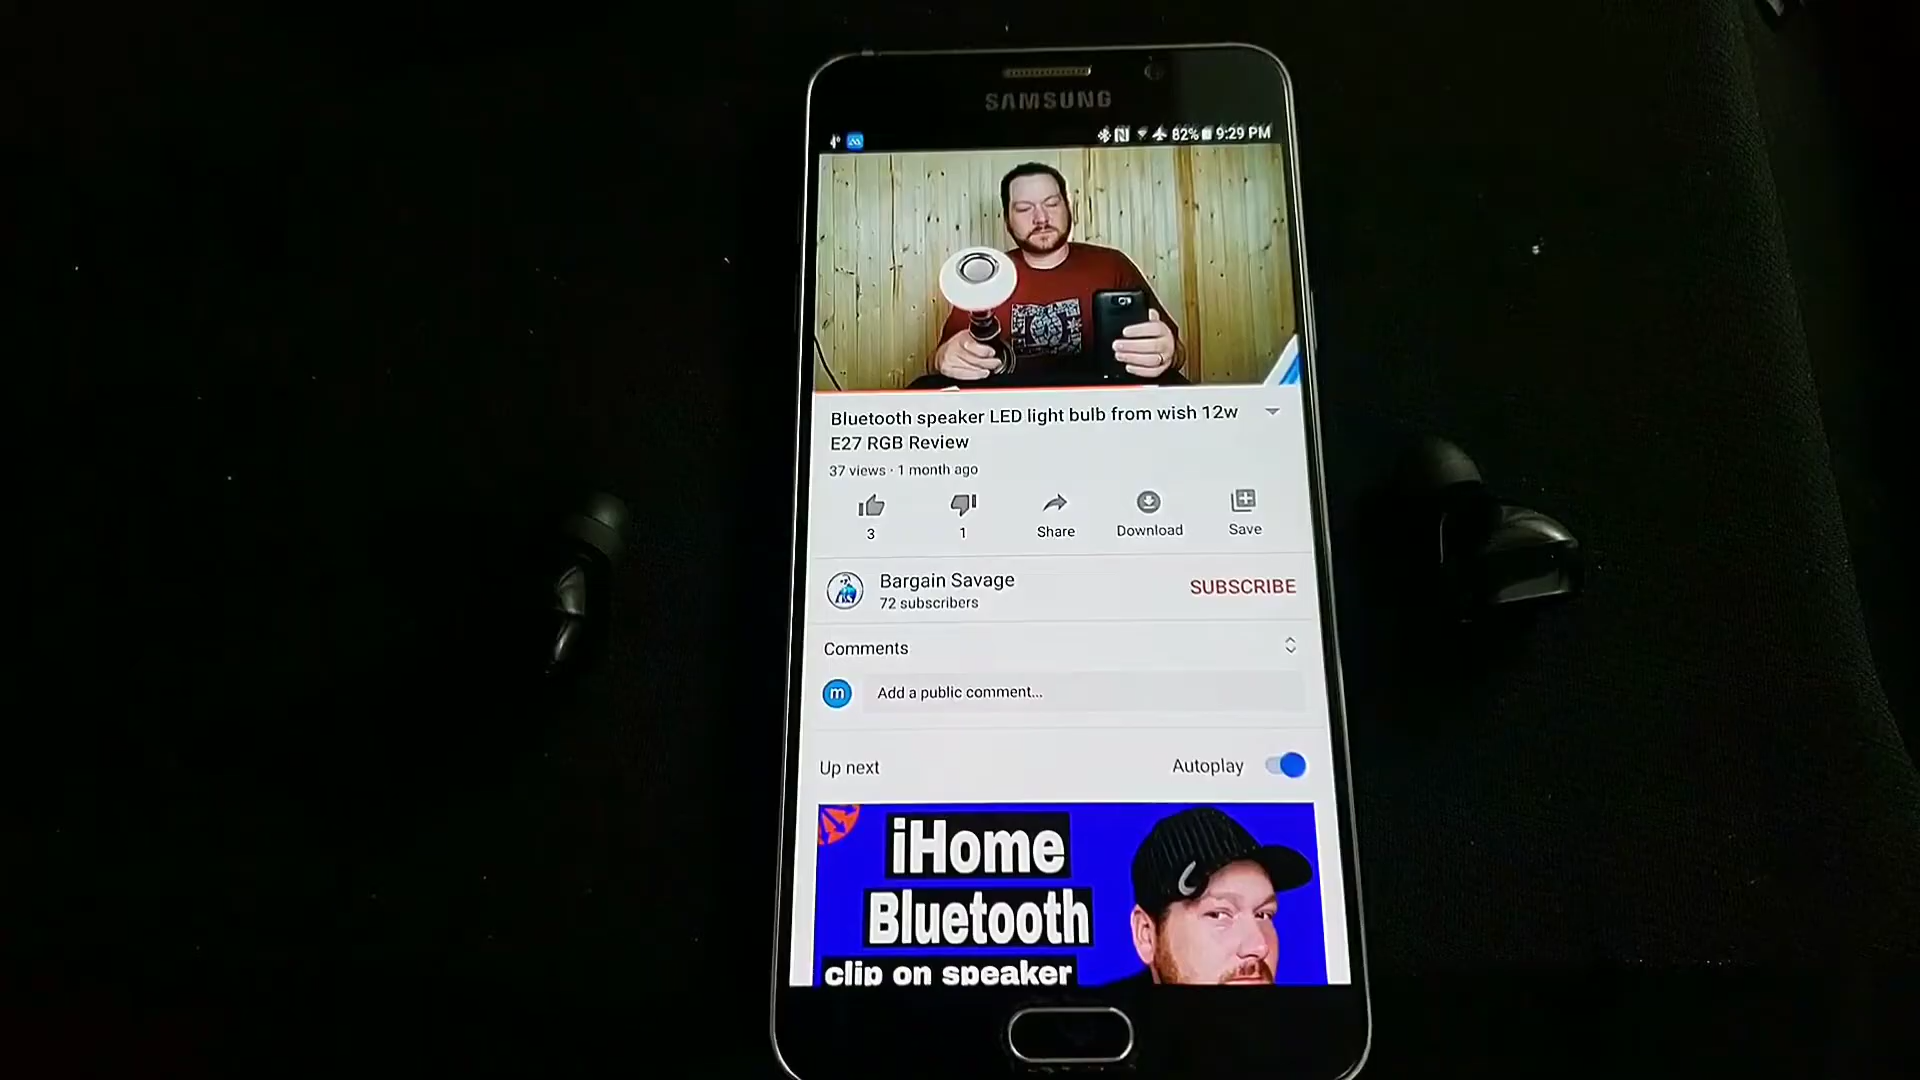 SAMSUNG
82% 9:29 PM
Bluetooth speaker LED light bulb from wish 12w
E27 RGB Review
37 views · 1 month ago
3
1
Share
Download
Save
Bargain Savage
72 subscribers
SUBSCRIBE
Comments
m
Add a public comment...
Up next
Autoplay
iHome
Bluetooth
clip on speaker